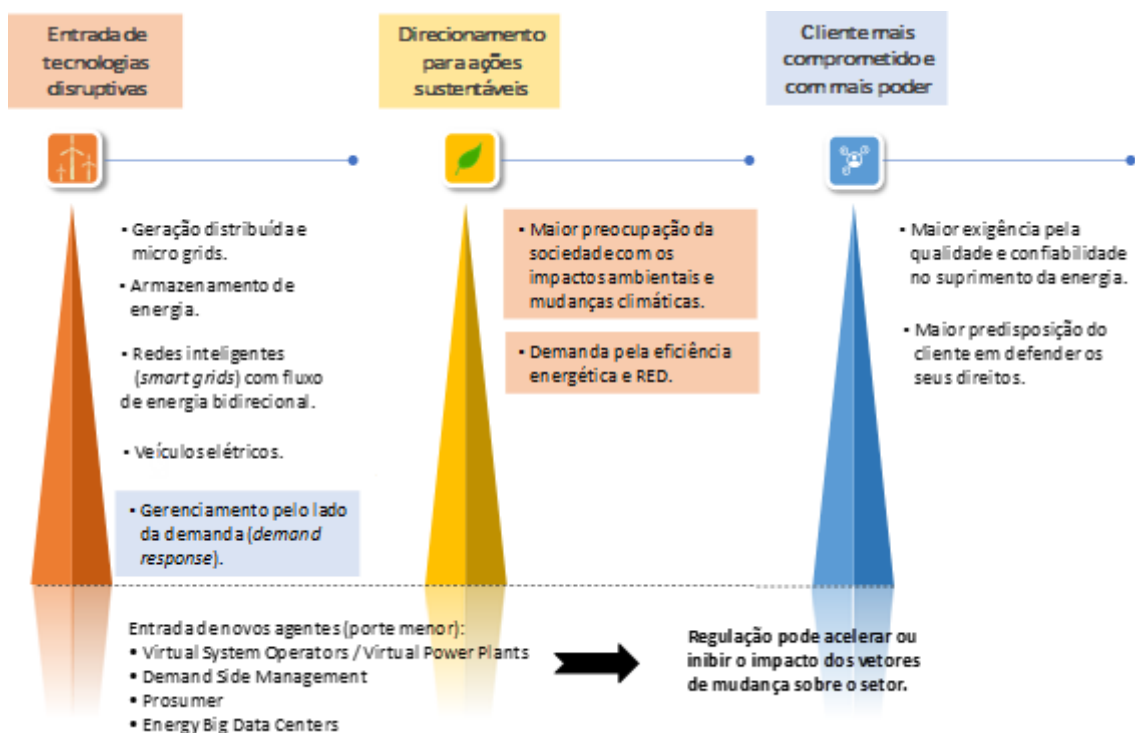 Entrada de
tecnologias
disruptivas
Direcionamento
para ações
sustentáveis
Cliente mais
comprometido e
com mais poder
▪ Geração distribuída e
micro grids.
▪ Armazenamento de
energia.
▪ Redes inteligentes
(smart grids) com fluxo
de energia bidirecional.
▪ Veículos elétricos.
▪ Gerenciamento pelo lado
da demanda (demand
response).
▪ Maior preocupação da
sociedade com os
impactos ambientais e
mudanças climáticas.
▪ Demanda pela eficiência
energética e RED.
▪ Maior exigência pela
qualidade e confiabilidade
no suprimento da energia.
▪ Maior predisposição do
cliente em defender os
seus direitos.
Entrada de novos agentes (porte menor):
▪ Virtual System Operators / Virtual Power Plants
▪ Demand Side Management
▪ Prosumer
▪ Energy Big Data Centers
Regulação pode acelerar ou
inibir o impacto dos vetores
de mudança sobre o setor.